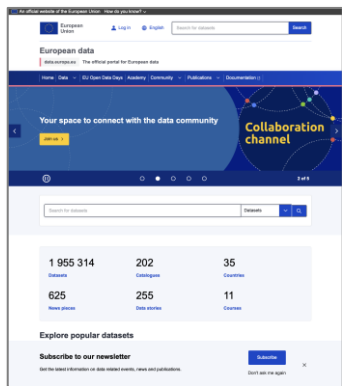 An official website of the European Union How do you know?
European Union
Log in
English
Search for datasets
Search
European data
data.europa.eu The official portal for European data
Home Data EU Open Data Days Academy Community Publications Documentation
Your space to connect with the data community
Join us >
Collaboration channel
2 of 5
Search for datasets
Datasets
1 955 314 202 35
Datasets Catalogues Countries
625 255 11
News pieces Data stories Courses
Explore popular datasets
Subscribe to our newsletter
Get the latest information on data related events, news and publications.
Subscribe
Don't ask me again